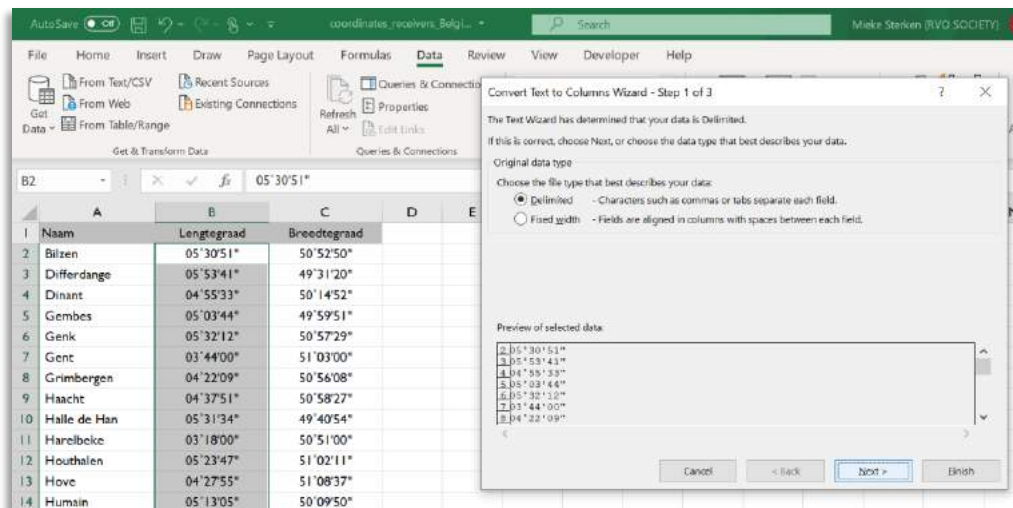 AutoSave Off coordinates_receivers_Belgi... Search Mieke Sterken (RVO SOCIETY)
File Home Insert Draw Page Layout Formulas Data Review View Developer Help
Get Data
From Text/CSV
From Web
From Table/Range
Recent Sources
Existing Connections
Get & Transform Data
Refresh All
Queries & Connectio
Properties
Edit Links
Queries & Connections
B2 fx 05°30'51"
A B C D E
1 Naam Lengtegraad Breedtegraad
2 Bilzen 05°30'51" 50°52'50"
3 Differdange 05°53'41" 49°31'20"
4 Dinant 04°55'33" 50°14'52"
5 Gembes 05°03'44" 49°59'51"
6 Genk 05°32'12" 50°57'29"
7 Gent 03°44'00" 51°03'00"
8 Grimbergen 04°22'09" 50°56'08"
9 Haacht 04°37'51" 50°58'27"
10 Halle de Han 05°31'34" 49°40'54"
11 Harelbeke 03°18'00" 50°51'00"
12 Houthalen 05°23'47" 51°02'11"
13 Hove 04°27'55" 51°08'37"
14 Humain 05°13'05" 50°09'50"
Convert Text to Columns Wizard - Step 1 of 3 ?
The Text Wizard has determined that your data is Delimited.
If this is correct, choose Next, or choose the data type that best describes your data.
Original data type
Choose the file type that best describes your data:
Delimited - Characters such as commas or tabs separate each field.
Fixed width - Fields are aligned in columns with spaces between each field.
Preview of selected data:
2 05°30'51"
3 05°53'41"
4 04°55'33"
5 05°03'44"
6 05°32'12"
7 03°44'00"
8 04°22'09"
Cancel < Back Next > Finish